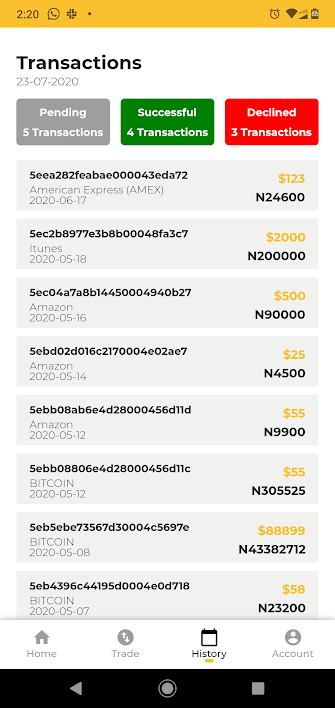 2:20
Transactions
23-07-2020
Pending
5 Transactions
Successful
4 Transactions
Declined
3 Transactions
5eea282feabae000043eda72
$123
American Express (AMEX)
2020-06-17
N24600
5ec2b8977e3b8b00048fa3c7
$2000
Itunes
2020-05-18
N200000
5ec04a7a8b14450004940b27
$500
Amazon
2020-05-16
N90000
5ebd02d016c2170004e02ae7
$25
Amazon
2020-05-14
N4500
5ebb08ab6e4d28000456d11d
$55
Amazon
2020-05-12
N9900
5ebb08806e4d28000456d11c
$55
BITCOIN
2020-05-12
N305525
5eb5ebe73567d30004c5697e
$88899
BITCOIN
2020-05-08
N43382712
5eb4396c44195d0004e0d718
$58
BITCOIN
2020-05-07
N23200
Home
Trade
History
Account